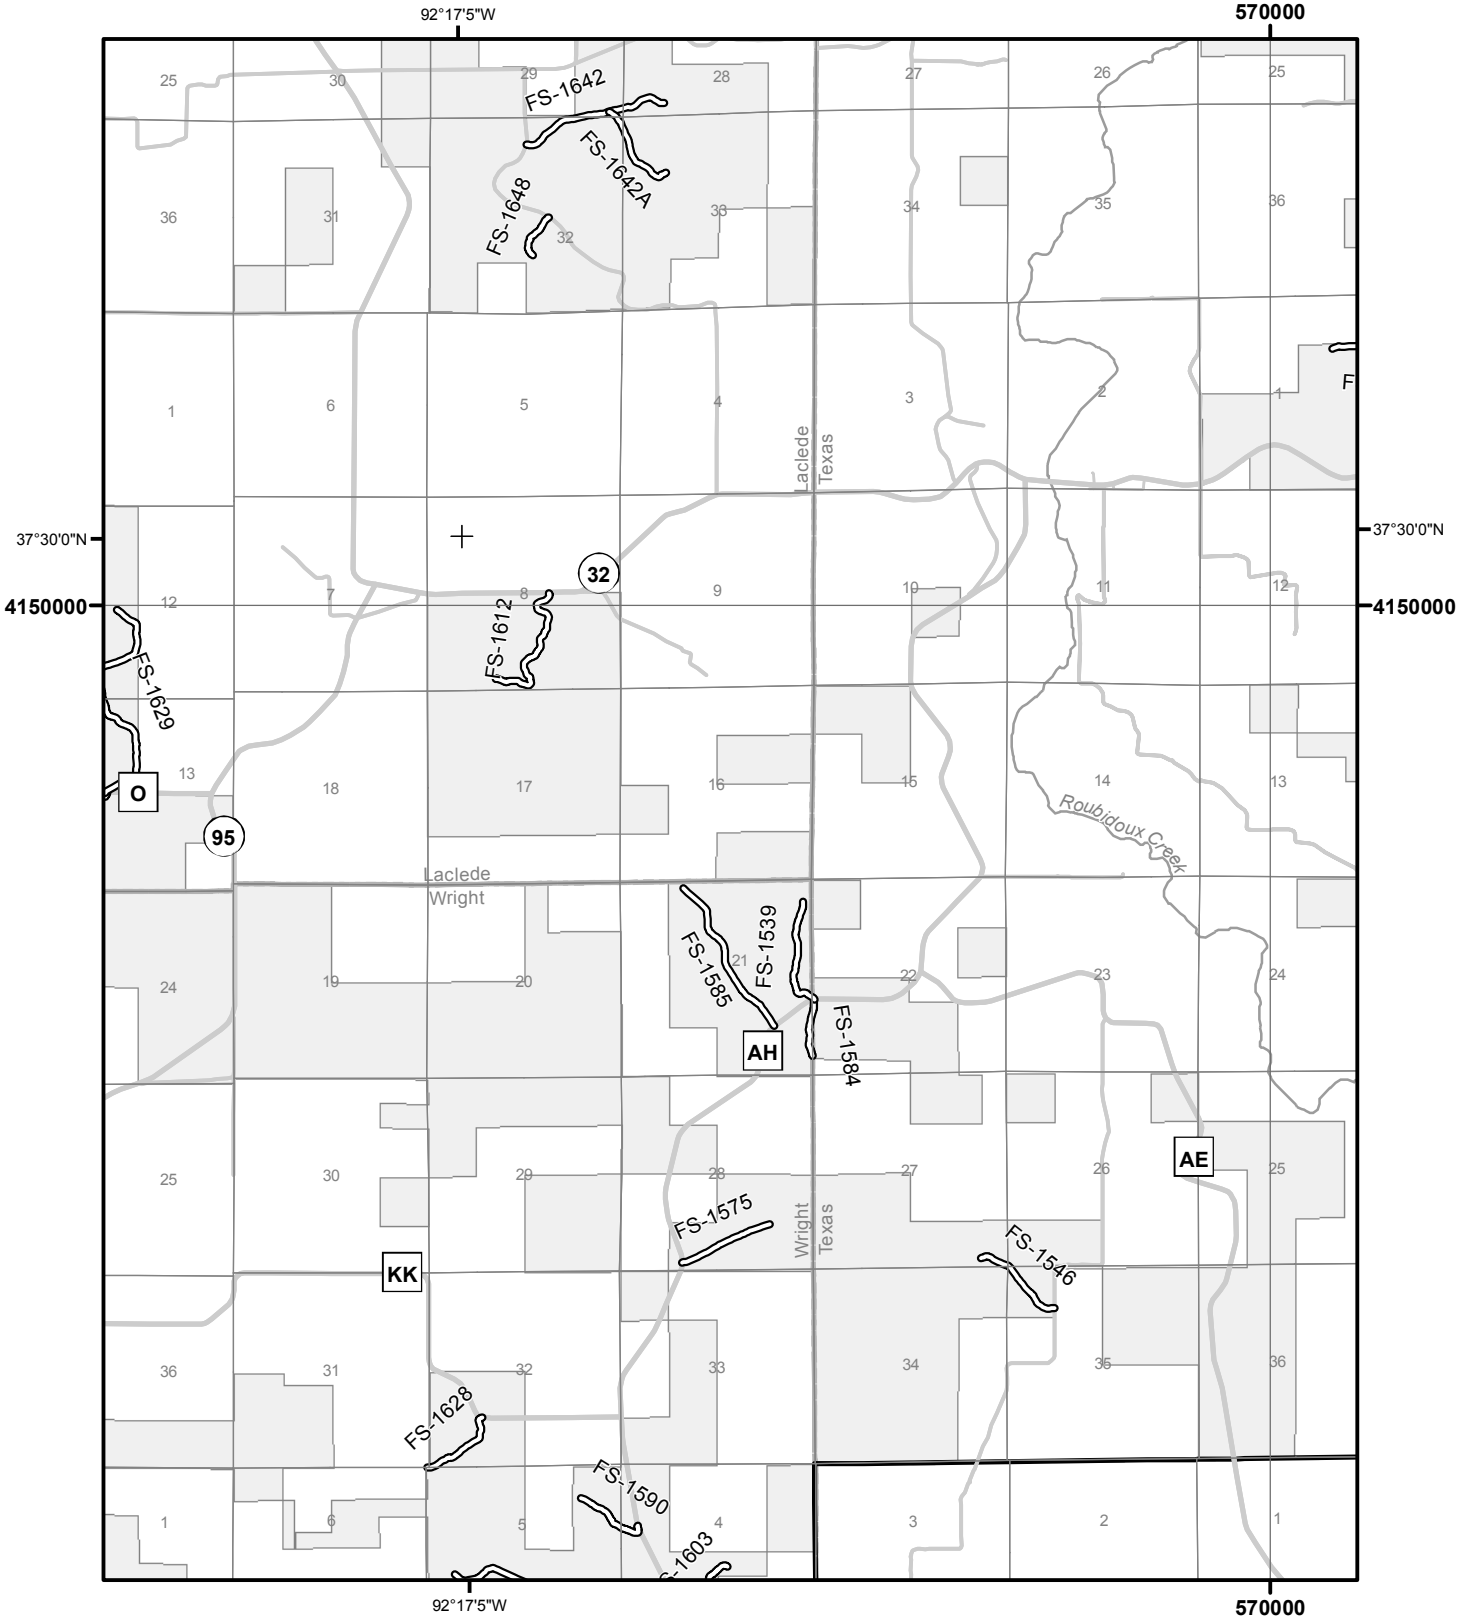 92°17'5"W
570000
25
30
29
28
27
26
25
FS-1642
FS-1642A
36
31
FS-1648
32
33
34
35
36
1
6
5
4
3
2
1
F
Laclede
Texas
37°30'0"N
37°30'0"N
32
4150000
4150000
12
7
8
9
10
11
12
FS-1612
FS-1629
13
O
18
17
16
15
14
13
95
Roubidoux Creek
Laclede
Wright
24
19
20
FS-1585
21
FS-1539
22
23
24
AH
FS-1584
25
30
29
28
27
26
AE
25
FS-1575
Wright
Texas
FS-1546
KK
36
31
32
33
34
35
36
FS-1628
FS-1590
1
6
5
4
3
2
1
S-1603
92°17'5"W
570000